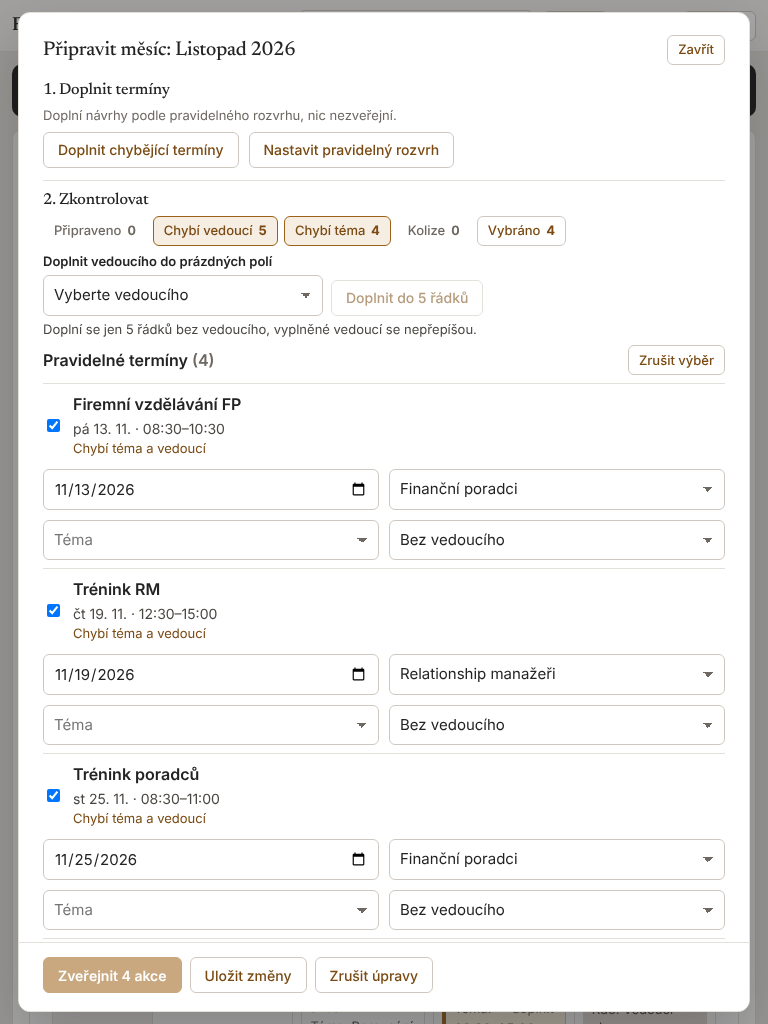 Připravit měsíc: Listopad 2026
Zavřít
1. Doplnit termíny
Doplní návrhy podle pravidelného rozvrhu, nic nezveřejní.
Doplnit chybějící termíny
Nastavit pravidelný rozvrh
2. Zkontrolovat
Připraveno 0
Chybí vedoucí 5
Chybí téma 4
Kolize 0
Vybráno 4
Doplnit vedoucího do prázdných polí
Vyberte vedoucího
Doplnit do 5 řádků
Doplní se jen 5 řádků bez vedoucího, vyplněné vedoucí se nepřepíšou.
Pravidelné termíny (4)
Zrušit výběr
Firemní vzdělávání FP
pá 13. 11. · 08:30–10:30
Chybí téma a vedoucí
11/13/2026
Finanční poradci
Téma
Bez vedoucího
Trénink RM
čt 19. 11. · 12:30–15:00
Chybí téma a vedoucí
11/19/2026
Relationship manažeři
Téma
Bez vedoucího
Trénink poradců
st 25. 11. · 08:30–11:00
Chybí téma a vedoucí
11/25/2026
Finanční poradci
Téma
Bez vedoucího
Zveřejnit 4 akce
Uložit změny
Zrušit úpravy